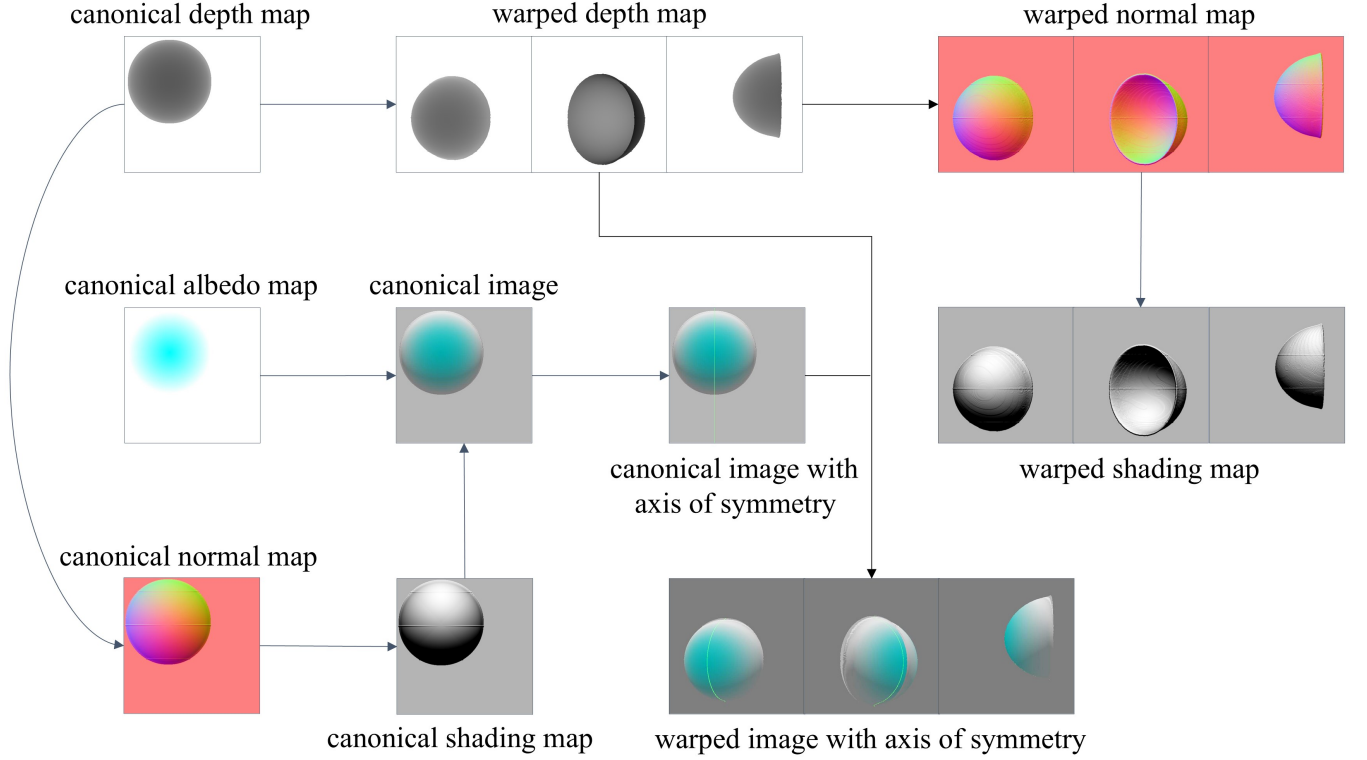 canonical depth map
warped depth map
warped normal map
canonical albedo map
canonical image
canonical image with
axis of symmetry
warped shading map
canonical normal map
canonical shading map
warped image with axis of symmetry